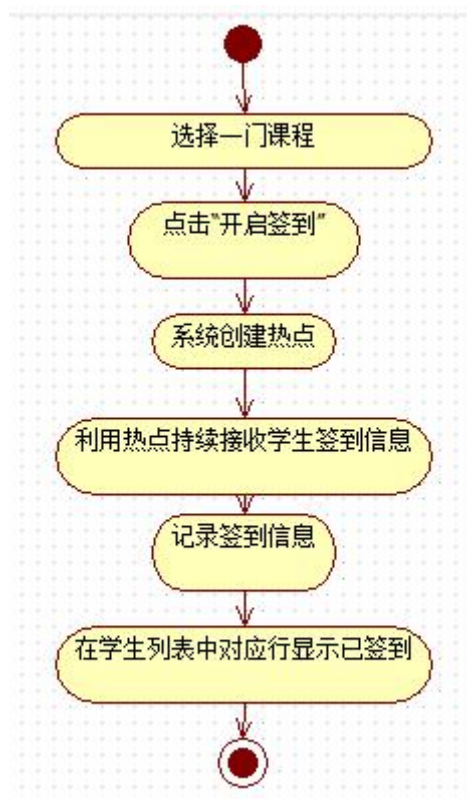 选择一门课程
点击"开启签到"
系统创建热点
利用热点持续接收学生签到信息
记录签到信息
在学生列表中对应行显示已签到